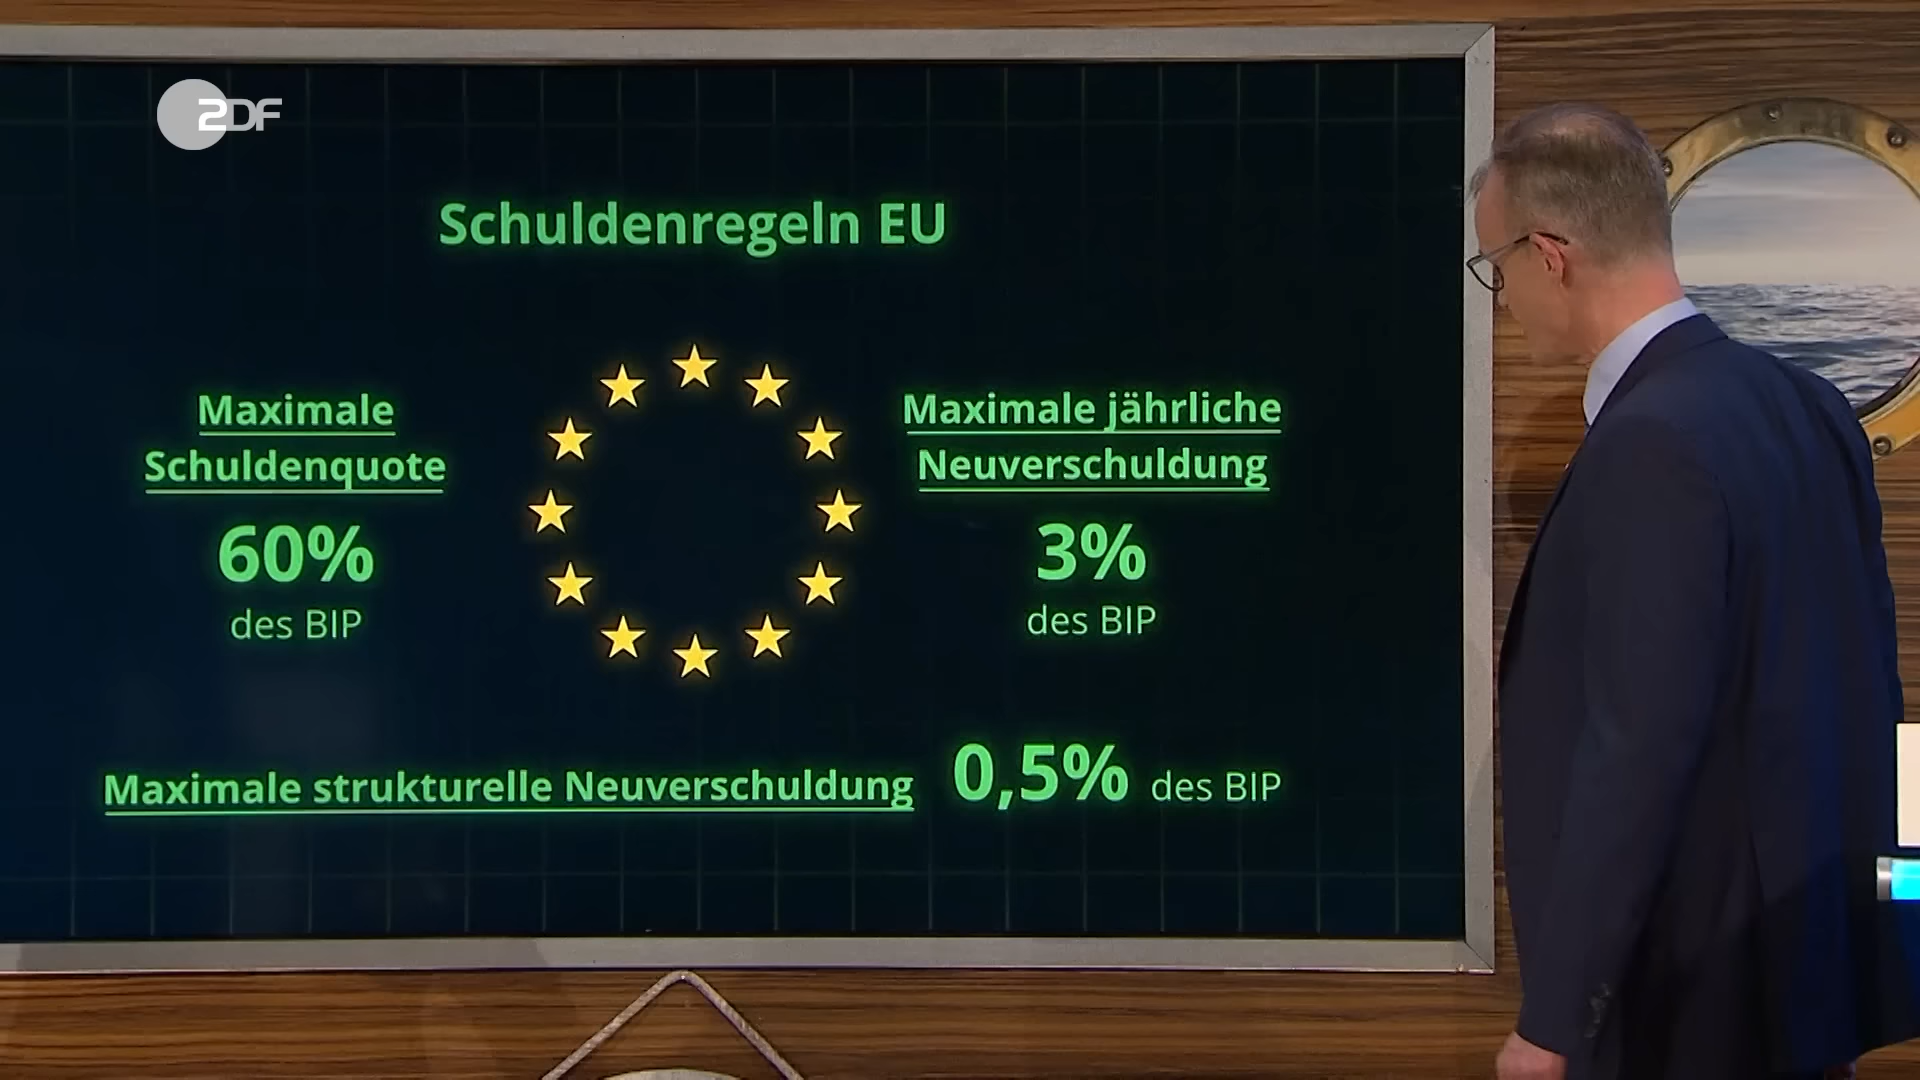 ZDF
Schuldenregeln EU
Maximale
Schuldenquote
60%
des BIP
Maximale jährliche
Neuverschuldung
3%
des BIP
Maximale strukturelle Neuverschuldung 0,5% des BIP